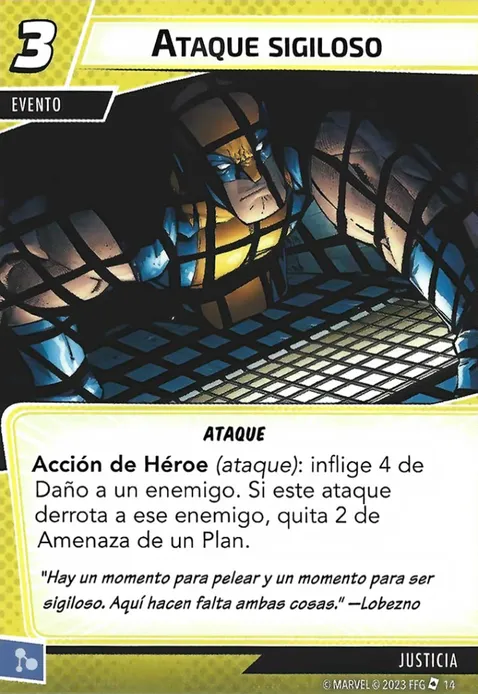 3
ATAQUE SIGILOSO
EVENTO
ATAQUE
Acción de Héroe (ataque): inflige 4 de
Daño a un enemigo. Si este ataque
derrota a ese enemigo, quita 2 de
Amenaza de un Plan.
"Hay un momento para pelear y un momento para ser
sigiloso. Aquí hacen falta ambas cosas." —Lobezno
JUSTICIA
© MARVEL © 2023 FFG 14